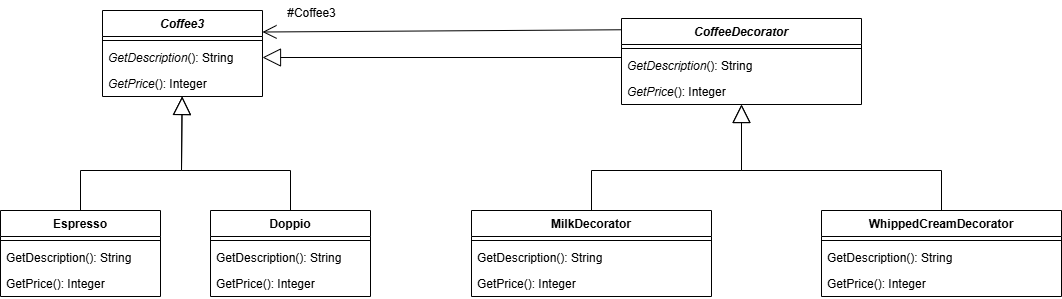 Coffee3
GetDescription(): String
GetPrice(): Integer
#Coffee3
CoffeeDecorator
GetDescription(): String
GetPrice(): Integer
Espresso
GetDescription(): String
GetPrice(): Integer
Doppio
GetDescription(): String
GetPrice(): Integer
MilkDecorator
GetDescription(): String
GetPrice(): Integer
WhippedCreamDecorator
GetDescription(): String
GetPrice(): Integer